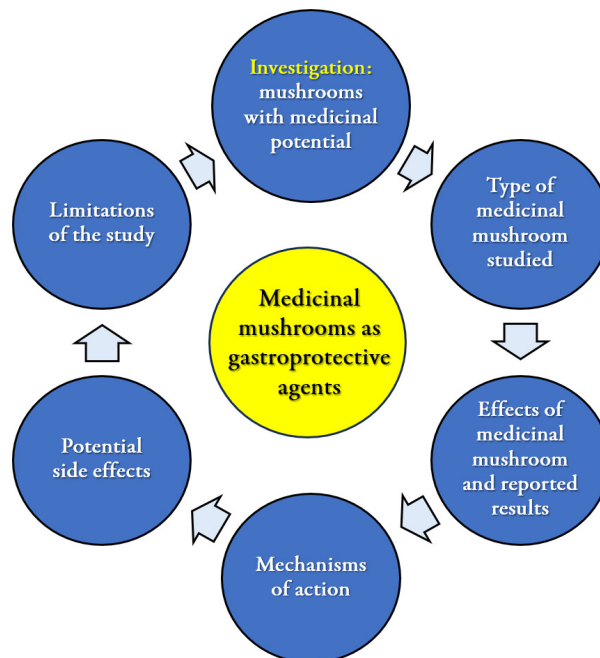 Investigation:
mushrooms
with medicinal
potential
Type of
medicinal
mushroom
studied
Effects of
medicinal
mushroom
and reported
results
Mechanisms
of action
Potential
side effects
Limitations
of the study
Medicinal
mushrooms as
gastroprotective
agents